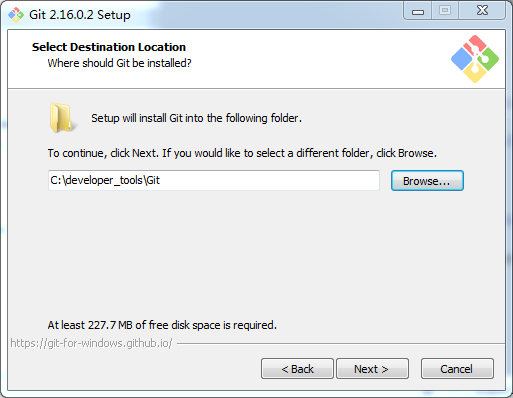 Git 2.16.0.2 Setup
Select Destination Location
Where should Git be installed?
Setup will install Git into the following folder.
To continue, click Next. If you would like to select a different folder, click Browse.
C:\developer_tools\Git
Browse...
At least 227.7 MB of free disk space is required.
https://git-for-windows.github.io/
< Back
Next >
Cancel